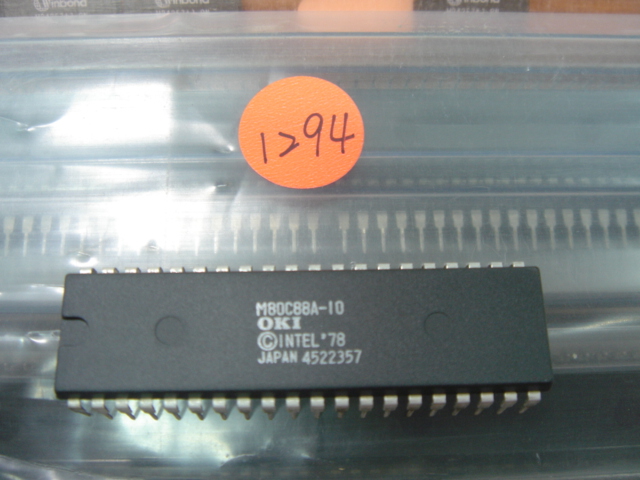 1294
M80C88A-10
OKI
©INTEL '78
JAPAN 4522357